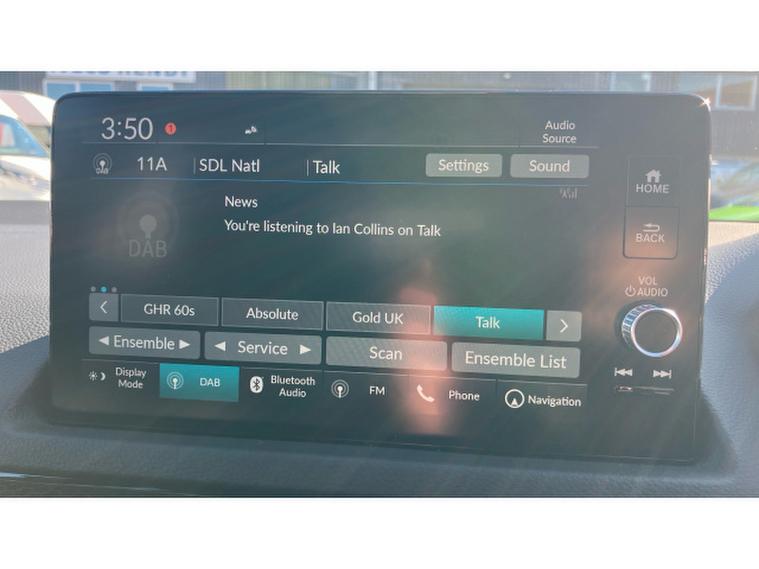 3:50
1
Audio
Source
DAB
11A
SDL Natl
Talk
Settings
Sound
HOME
News
You're listening to Ian Collins on Talk
DAB
BACK
VOL
AUDIO
GHR 60s
Absolute
Gold UK
Talk
Ensemble
Service
Scan
Ensemble List
Display
Mode
DAB
Bluetooth
Audio
FM
Phone
Navigation